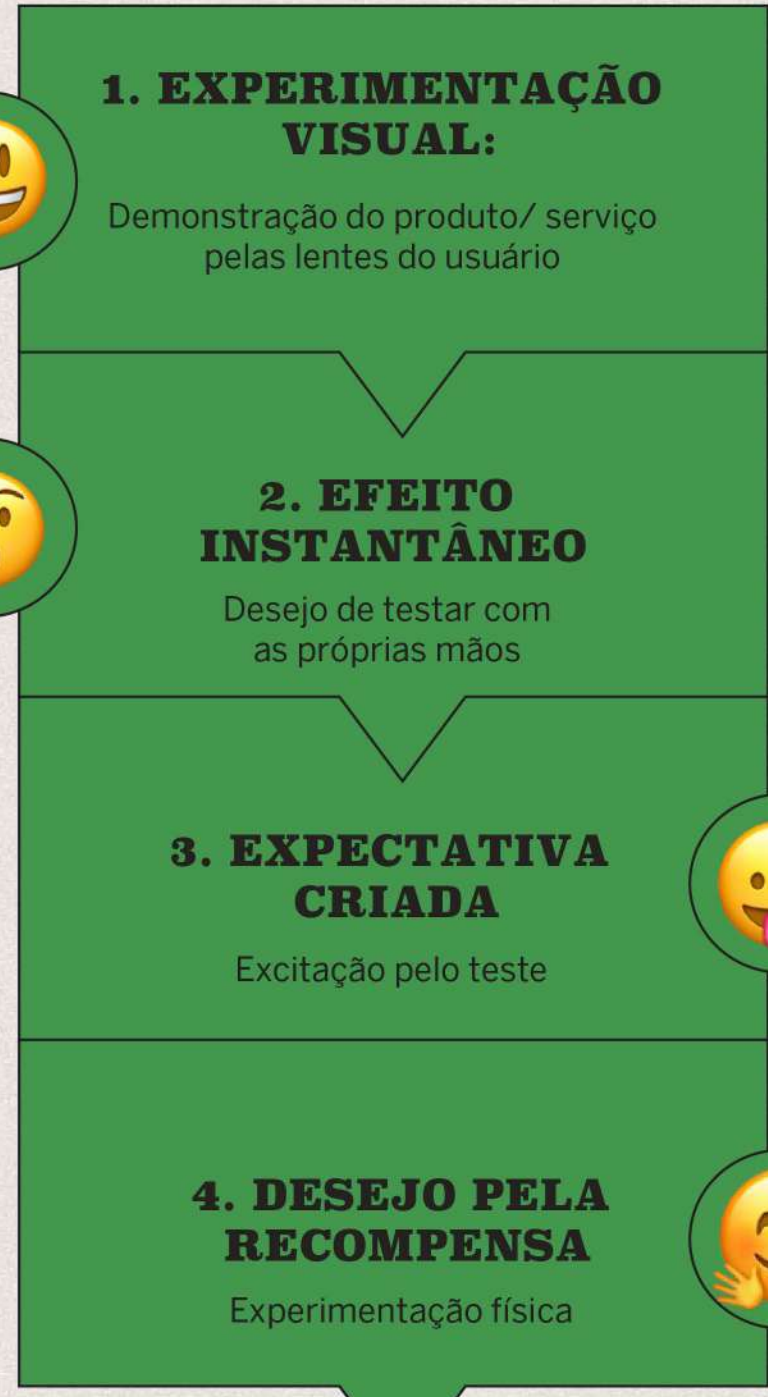 1. EXPERIMENTAÇÃO
VISUAL:
Demonstração do produto/ serviço
pelas lentes do usuário
2. EFEITO
INSTANTÂNEO
Desejo de testar com
as próprias mãos
3. EXPECTATIVA
CRIADA
Excitação pelo teste
4. DESEJO PELA
RECOMPENSA
Experimentação física